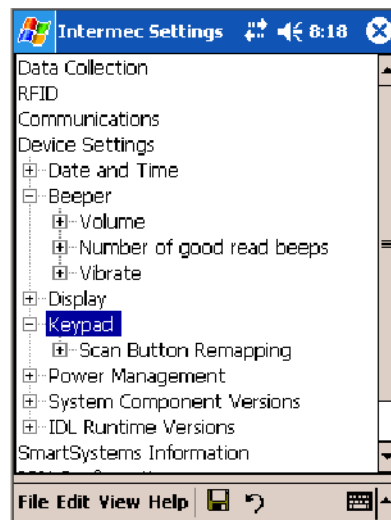 Intermec Settings 8:18
Data Collection
RFID
Communications
Device Settings
Date and Time
Beeper
Volume
Number of good read beeps
Vibrate
Display
Keypad
Scan Button Remapping
Power Management
System Component Versions
IDL Runtime Versions
SmartSystems Information
File Edit View Help